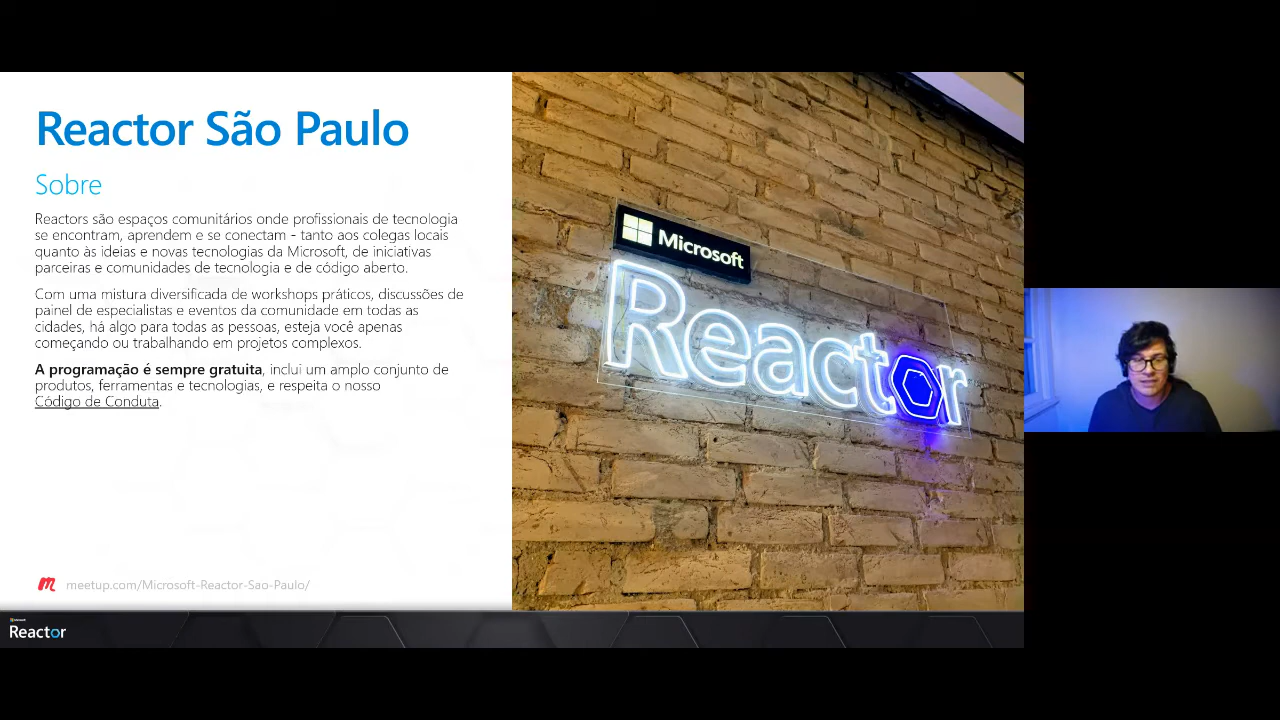 Reactor São Paulo
Sobre
Reactors são espaços comunitários onde profissionais de tecnologia
se encontram, aprendem e se conectam - tanto aos colegas locais
quanto às ideias e novas tecnologias da Microsoft, de iniciativas
parceiras e comunidades de tecnologia e de código aberto.
Com uma mistura diversificada de workshops práticos, discussões de
painel de especialistas e eventos da comunidade em todas as
cidades, há algo para todas as pessoas, esteja você apenas
começando ou trabalhando em projetos complexos.
A programação é sempre gratuita, inclui um amplo conjunto de
produtos, ferramentas e tecnologias, e respeita o nosso
Código de Conduta.
meetup.com/Microsoft-Reactor-Sao-Paulo/
Microsoft
Reactor
Microsoft
Reactor